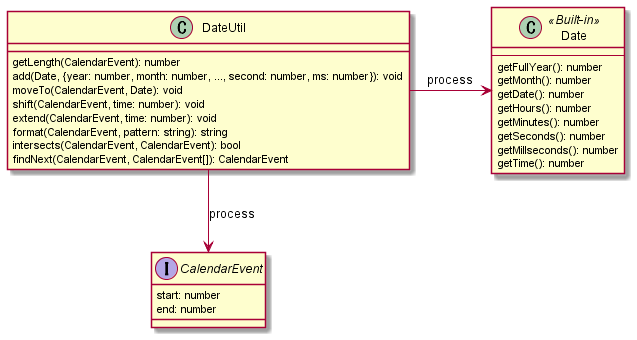 C DateUtil
getLength(CalendarEvent): number
add(Date, {year: number, month: number, ..., second: number, ms: number}): void
moveTo(CalendarEvent, Date): void
shift(CalendarEvent, time: number): void
extend(CalendarEvent, time: number): void
format(CalendarEvent, pattern: string): string
intersects(CalendarEvent, CalendarEvent): bool
findNext(CalendarEvent, CalendarEvent[]): CalendarEvent
process
C «Built-in»
Date
getFullYear(): number
getMonth(): number
getDate(): number
getHours(): number
getMinutes(): number
getSeconds(): number
getMillseconds(): number
getTime(): number
process
I CalendarEvent
start: number
end: number